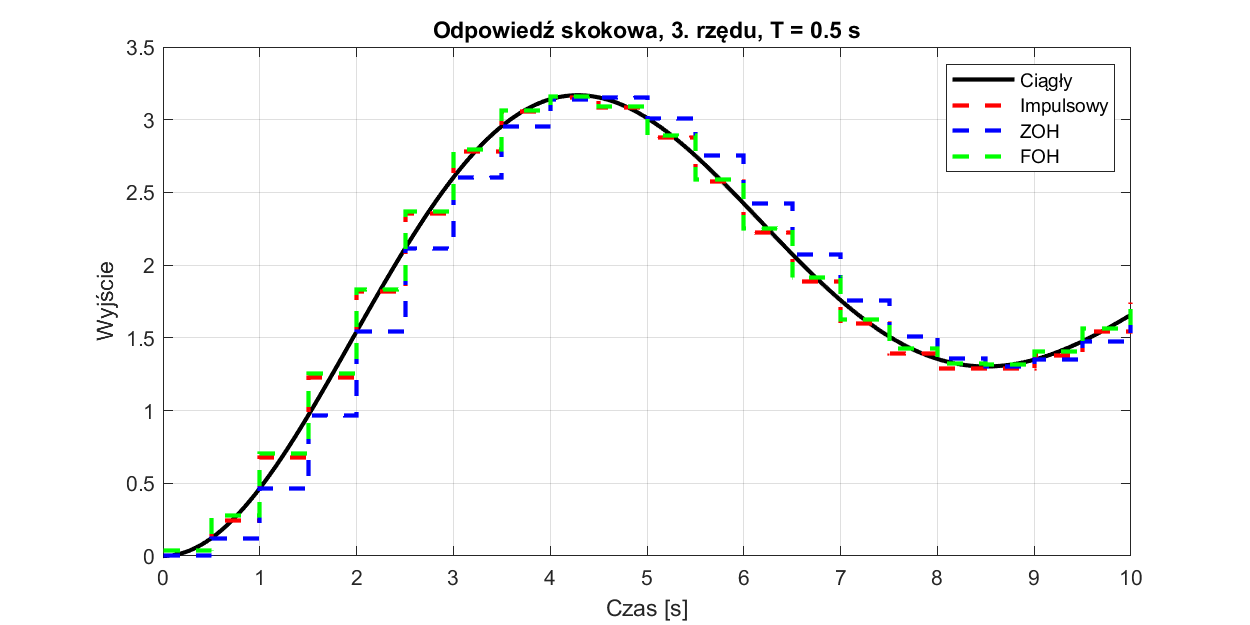 Odpowiedź skokowa, 3. rzędu, T = 0.5 s
3.5
3
2.5
2
1.5
1
0.5
0
Wyjście
Ciągły
Impulsowy
ZOH
FOH
0 1 2 3 4 5 6 7 8 9 10
Czas [s]